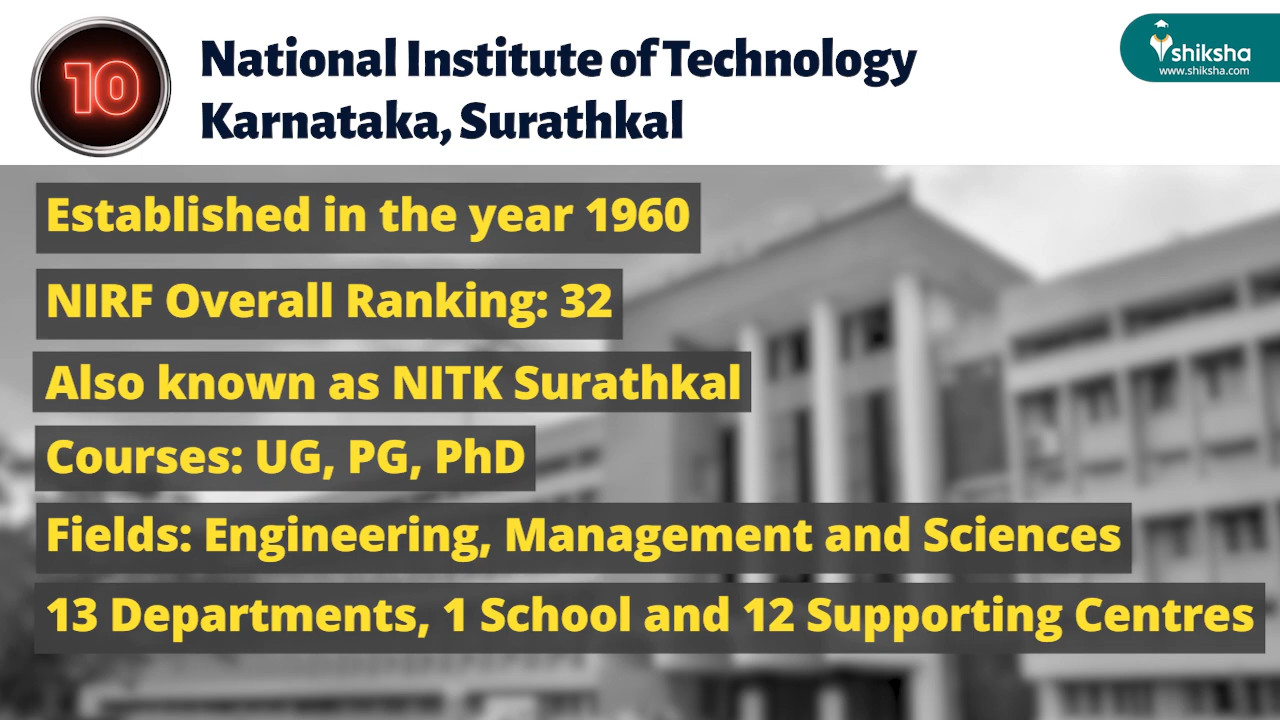 10
National Institute of Technology
Karnataka, Surathkal
shiksha
www.shiksha.com
Established in the year 1960
NIRF Overall Ranking: 32
Also known as NITK Surathkal
Courses: UG, PG, PhD
Fields: Engineering, Management and Sciences
13 Departments, 1 School and 12 Supporting Centres